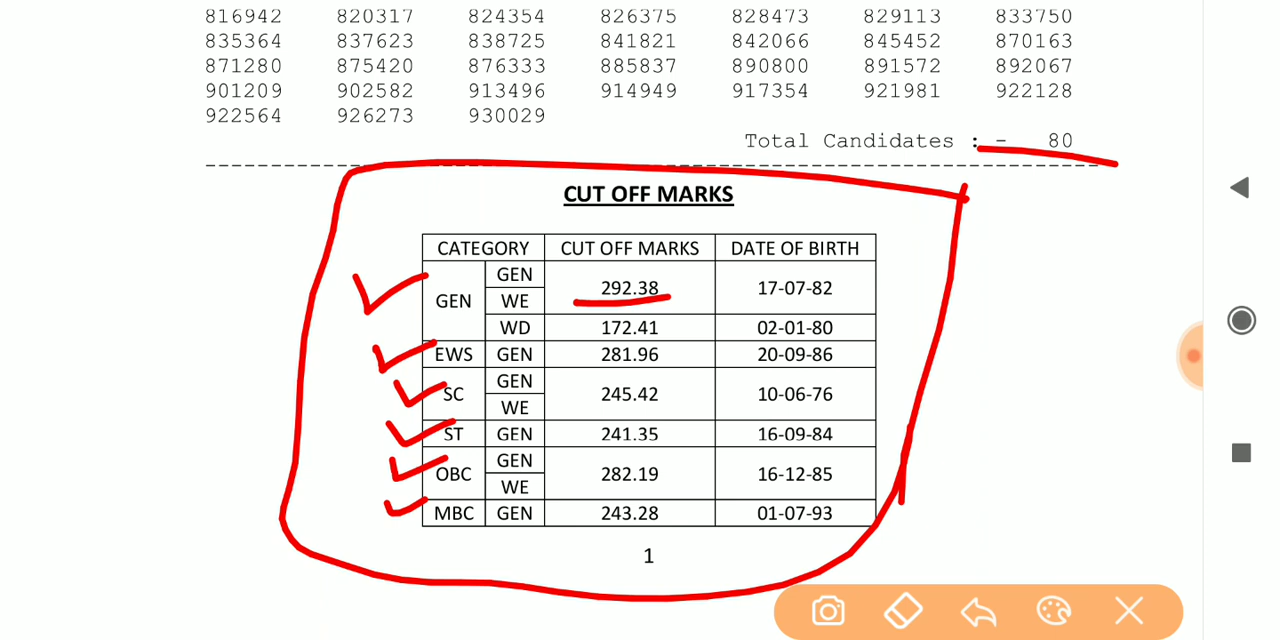 816942 820317 824354 826375 828473 829113 833750
835364 837623 838725 841821 842066 845452 870163
871280 875420 876333 885837 890800 891572 892067
901209 902582 913496 914949 917354 921981 922128
922564 926273 930029
Total Candidates : - 80
CUT OFF MARKS
CATEGORY CUT OFF MARKS DATE OF BIRTH
GEN GEN 292.38 17-07-82
WE
WD 172.41 02-01-80
EWS GEN 281.96 20-09-86
SC GEN 245.42 10-06-76
WE
ST GEN 241.35 16-09-84
OBC GEN 282.19 16-12-85
WE
MBC GEN 243.28 01-07-93
1